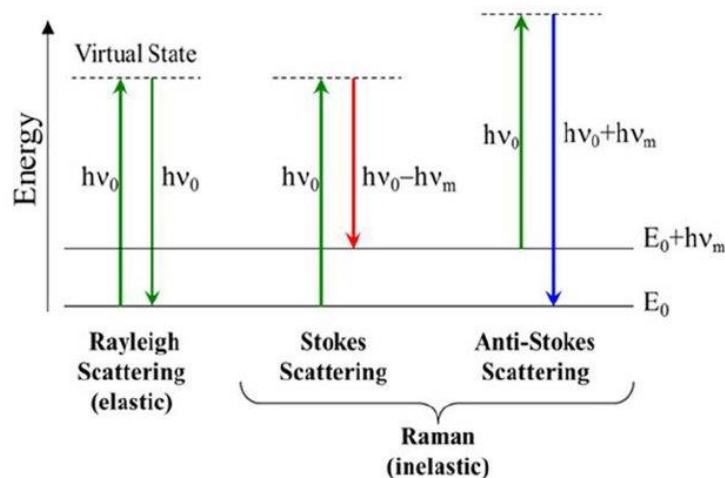 Energy
Virtual State
hν₀
hν₀
hν₀
hν₀−hνₘ
hν₀
hν₀+hνₘ
E₀+hνₘ
E₀
Rayleigh
Scattering
(elastic)
Stokes
Scattering
Anti-Stokes
Scattering
Raman
(inelastic)